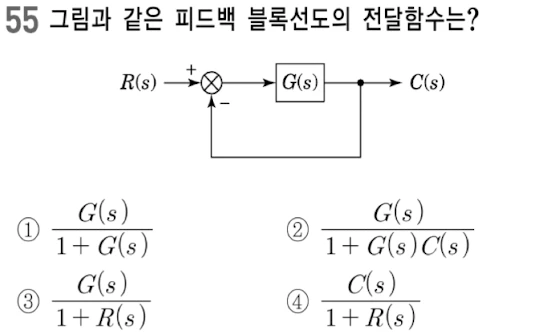 55 그림과 같은 피드백 블록선도의 전달함수는?
R(s) + − G(s) C(s)
① G(s) / 1 + G(s) ② G(s) / 1 + G(s)C(s)
③ G(s) / 1 + R(s) ④ C(s) / 1 + R(s)